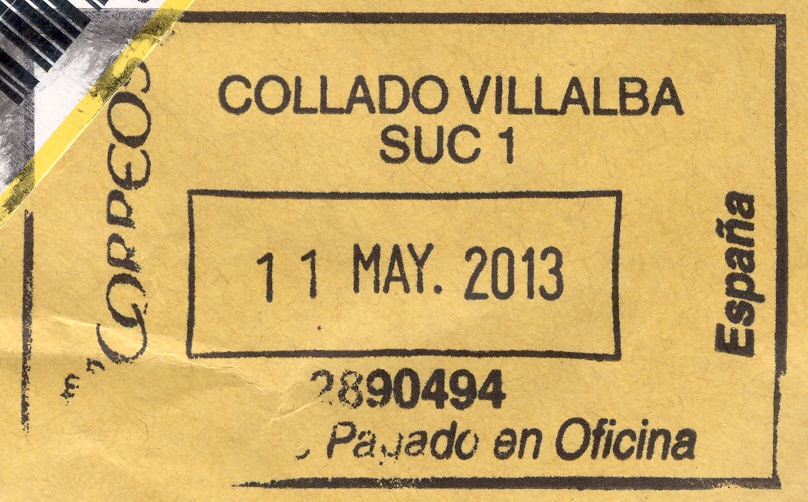 CORREOS
COLLADO VILLALBA
SUC 1
11 MAY. 2013
2890494
Pagado en Oficina
España